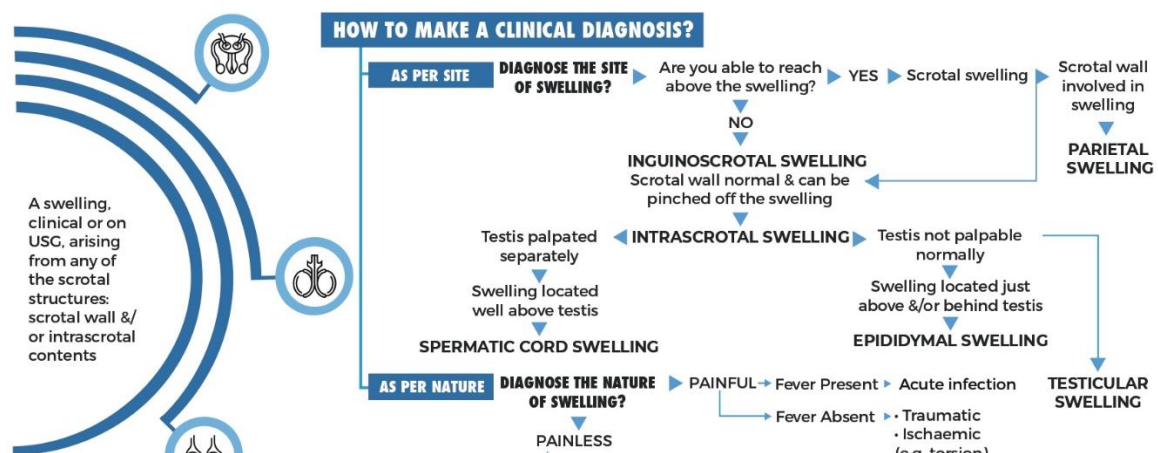 HOW TO MAKE A CLINICAL DIAGNOSIS?
AS PER SITE
DIAGNOSE THE SITE
OF SWELLING?
Are you able to reach
above the swelling?
YES
Scrotal swelling
Scrotal wall
involved in
swelling
PARIETAL
SWELLING
NO
INGUINOSCROTAL SWELLING
Scrotal wall normal & can be
pinched off the swelling
INTRASCROTAL SWELLING
Testis palpated
separately
Swelling located
well above testis
SPERMATIC CORD SWELLING
Testis not palpable
normally
Swelling located just
above &/or behind testis
EPIDIDYMAL SWELLING
TESTICULAR
SWELLING
A swelling,
clinical or on
USG, arising
from any of
the scrotal
structures:
scrotal wall &/
or intrascrotal
contents
AS PER NATURE
DIAGNOSE THE NATURE
OF SWELLING?
PAINFUL
Fever Present
Acute infection
Fever Absent
• Traumatic
• Ischaemic
(e.g. torsion)
PAINLESS